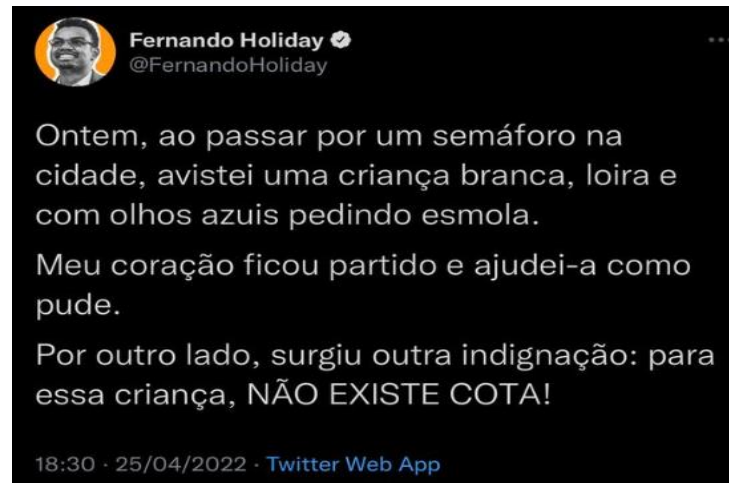 Fernando Holiday
@FernandoHoliday
Ontem, ao passar por um semáforo na
cidade, avistei uma criança branca, loira e
com olhos azuis pedindo esmola.
Meu coração ficou partido e ajudei-a como
pude.
Por outro lado, surgiu outra indignação: para
essa criança, NÃO EXISTE COTA!
18:30 · 25/04/2022 · Twitter Web App